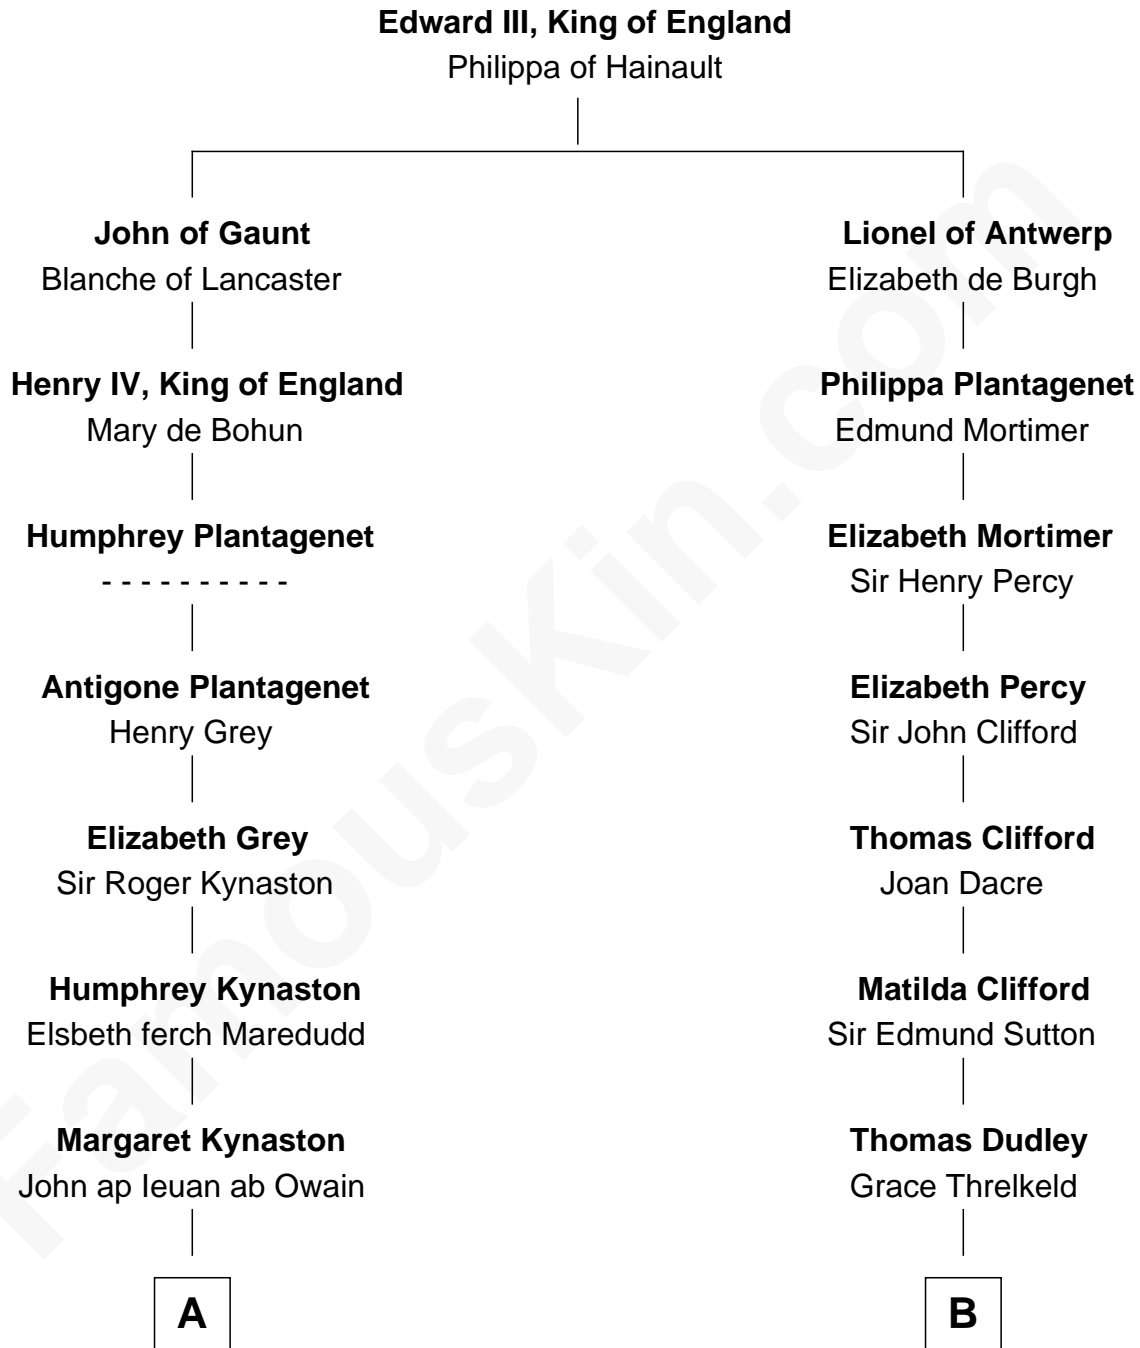 Edward III, King of England
Philippa of Hainault
John of Gaunt
Blanche of Lancaster
Lionel of Antwerp
Elizabeth de Burgh
Henry IV, King of England
Mary de Bohun
Philippa Plantagenet
Edmund Mortimer
Humphrey Plantagenet
- - - - - - - - - -
Elizabeth Mortimer
Sir Henry Percy
Antigone Plantagenet
Henry Grey
Elizabeth Percy
Sir John Clifford
Elizabeth Grey
Sir Roger Kynaston
Thomas Clifford
Joan Dacre
Humphrey Kynaston
Elsbeth ferch Maredudd
Matilda Clifford
Sir Edmund Sutton
Margaret Kynaston
John ap Ieuan ab Owain
Thomas Dudley
Grace Threlkeld
A
B
FamousKin.com